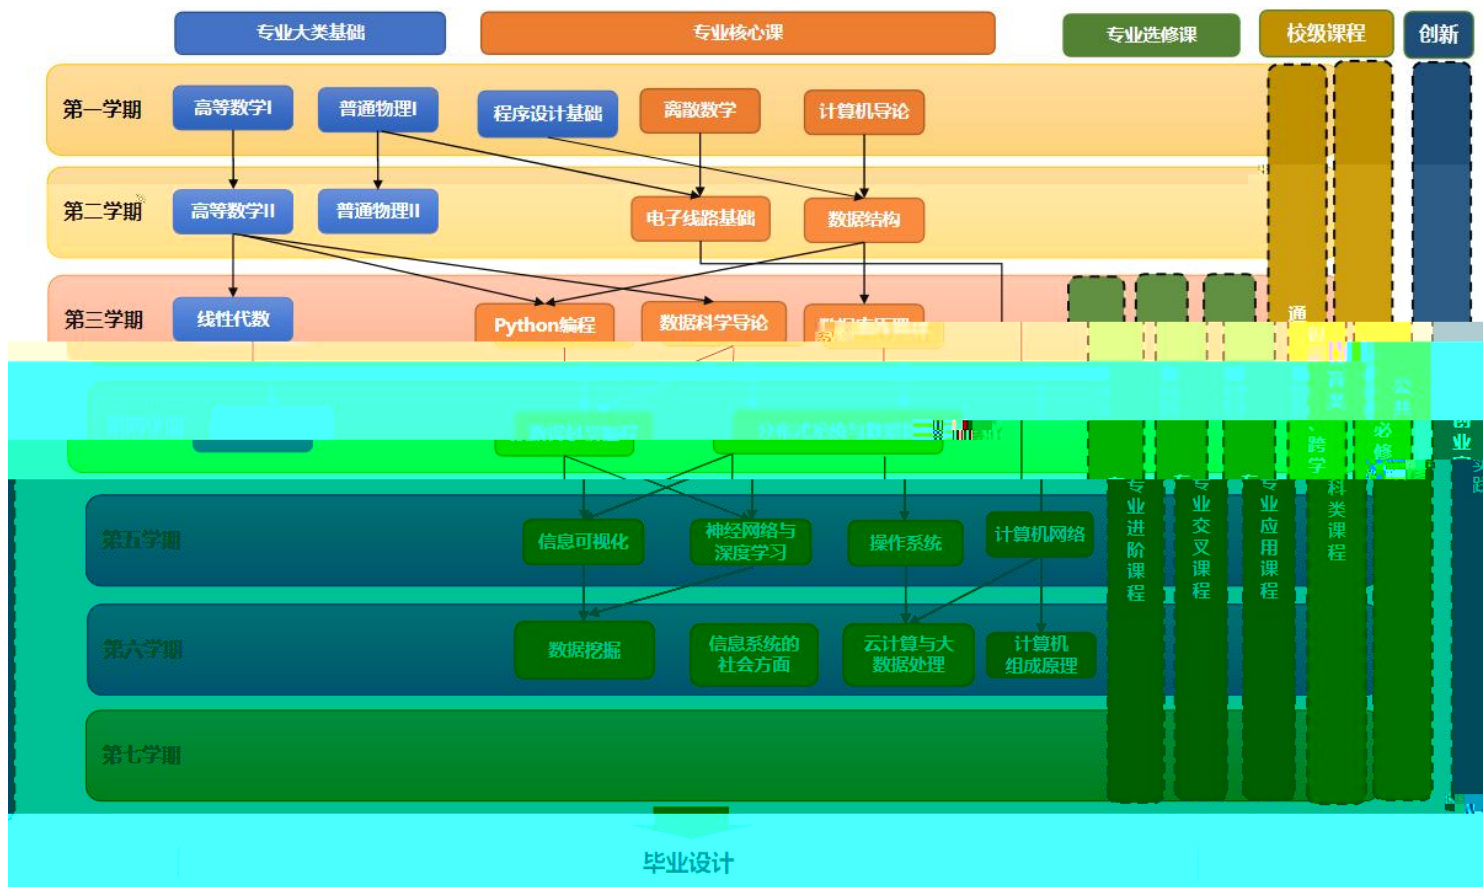 专业大类基础
专业核心课
专业选修课
校级课程
创新
第一学期
高等数学I
普通物理I
程序设计基础
离散数学
计算机导论
第二学期
高等数学II
普通物理II
电子线路基础
数据结构
第三学期
线性代数
Python编程
数据科学导论
第五学期
信息可视化
神经网络与
深度学习
操作系统
计算机网络
第六学期
数据挖掘
信息系统的
社会方面
云计算与大
数据处理
计算机
组成原理
第七学期
专业进阶课程
专业交叉课程
专业应用课程
跨学科类课程
必修
毕业设计